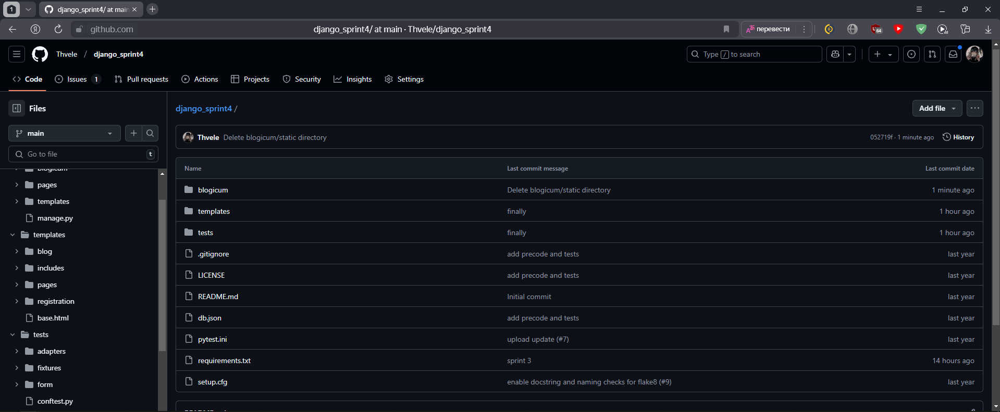 1
django_sprint4/ at main
github.com
django_sprint4/ at main · Thvele/django_sprint4
перевести
64
Thvele / django_sprint4
Type / to search
Code
Issues 1
Pull requests
Actions
Projects
Security
Insights
Settings
Files
main
Go to file
t
blogicum
pages
templates
manage.py
templates
blog
includes
pages
registration
base.html
tests
adapters
fixtures
form
conftest.py
django_sprint4 /
Add file
Thvele Delete blogicum/static directory
052719f · 1 minute ago
History
Name Last commit message Last commit date
blogicum Delete blogicum/static directory 1 minute ago
templates finally 1 hour ago
tests finally 1 hour ago
.gitignore add precode and tests last year
LICENSE add precode and tests last year
README.md Initial commit last year
db.json add precode and tests last year
pytest.ini upload update (#7) last year
requirements.txt sprint 3 14 hours ago
setup.cfg enable docstring and naming checks for flake8 (#9) last year